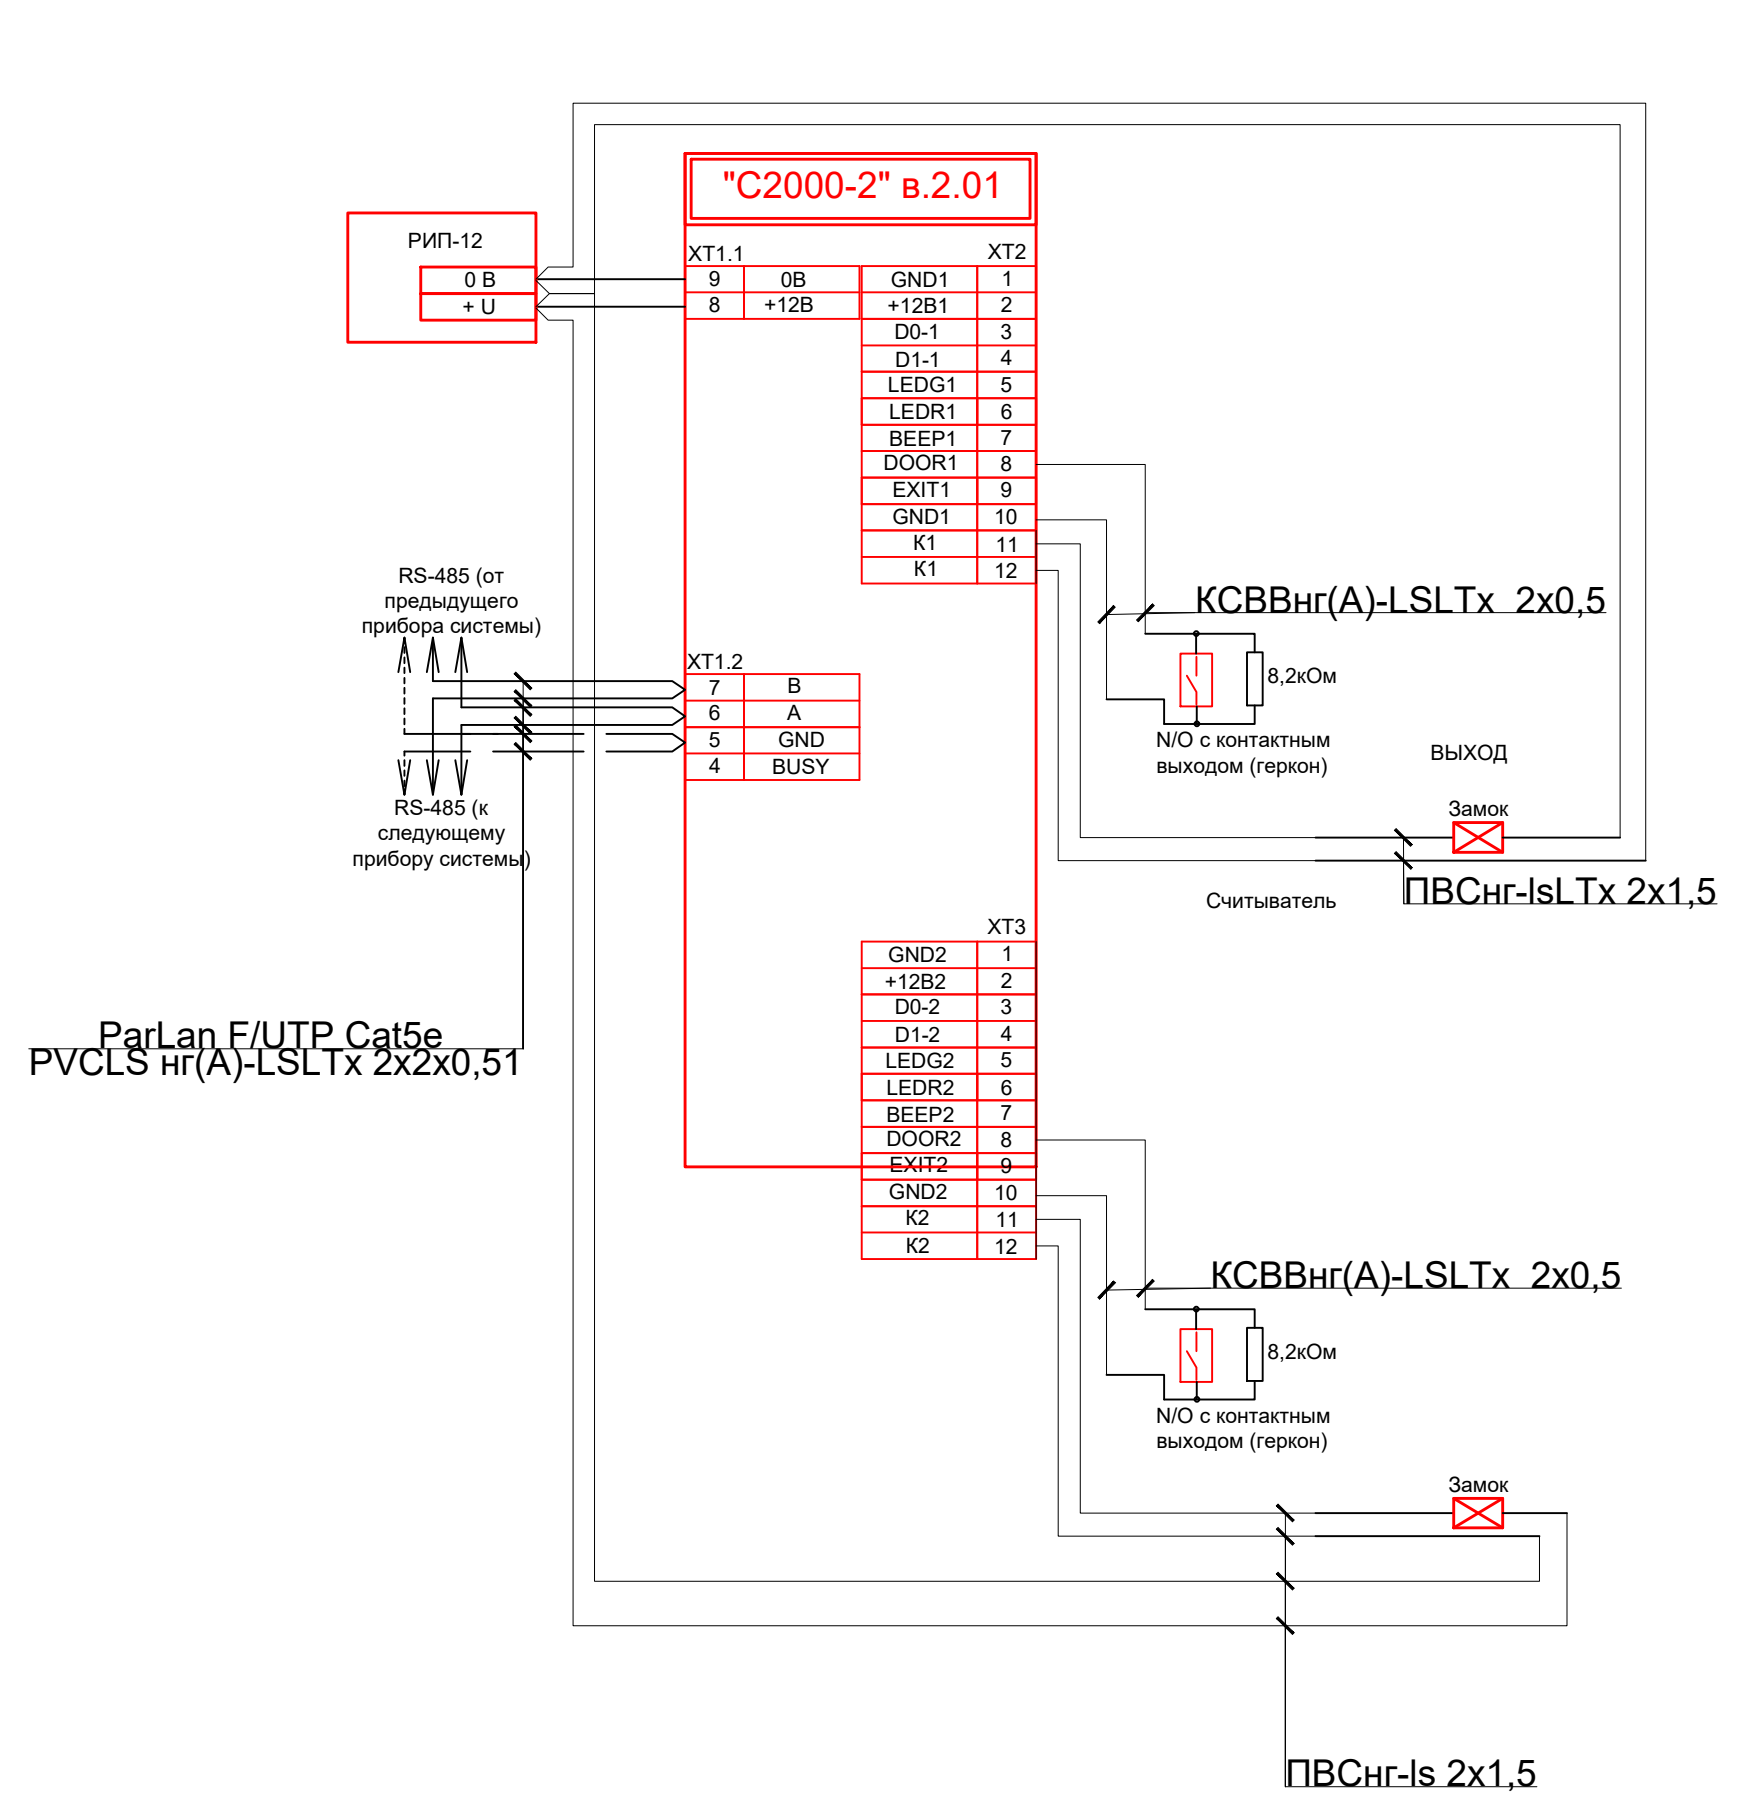 "С2000-2" в.2.01
РИП-12
0 В
+ U
XT1.1
9 0В
8 +12В
XT2
GND1 1
+12В1 2
D0-1 3
D1-1 4
LEDG1 5
LEDR1 6
BEEP1 7
DOOR1 8
EXIT1 9
GND1 10
К1 11
К1 12
RS-485 (от
предыдущего
прибора системы)
XT1.2
7 B
6 A
5 GND
4 BUSY
RS-485 (к
следующему
прибору системы)
КСВВнг(А)-LSLTx 2x0,5
8,2кОм
N/O с контактным
выходом (геркон)
ВЫХОД
Замок
ПВСнг-lsLTx 2x1,5
Считыватель
ParLan F/UTP Cat5e
PVCLS нг(А)-LSLTx 2x2x0,51
XT3
GND2 1
+12В2 2
D0-2 3
D1-2 4
LEDG2 5
LEDR2 6
BEEP2 7
DOOR2 8
EXIT2 9
GND2 10
К2 11
К2 12
КСВВнг(А)-LSLTx 2x0,5
8,2кОм
N/O с контактным
выходом (геркон)
Замок
ПВСнг-ls 2x1,5